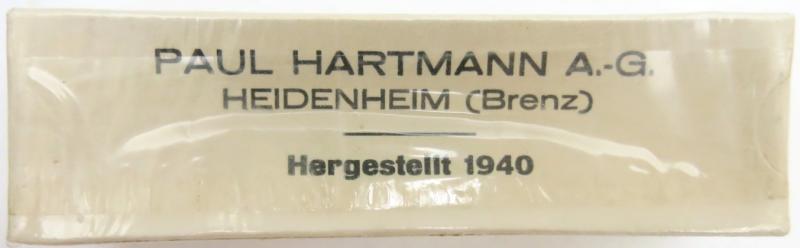 PAUL HARTMANN A.-G.
HEIDENHEIM (Brenz)
Hergestellt 1940